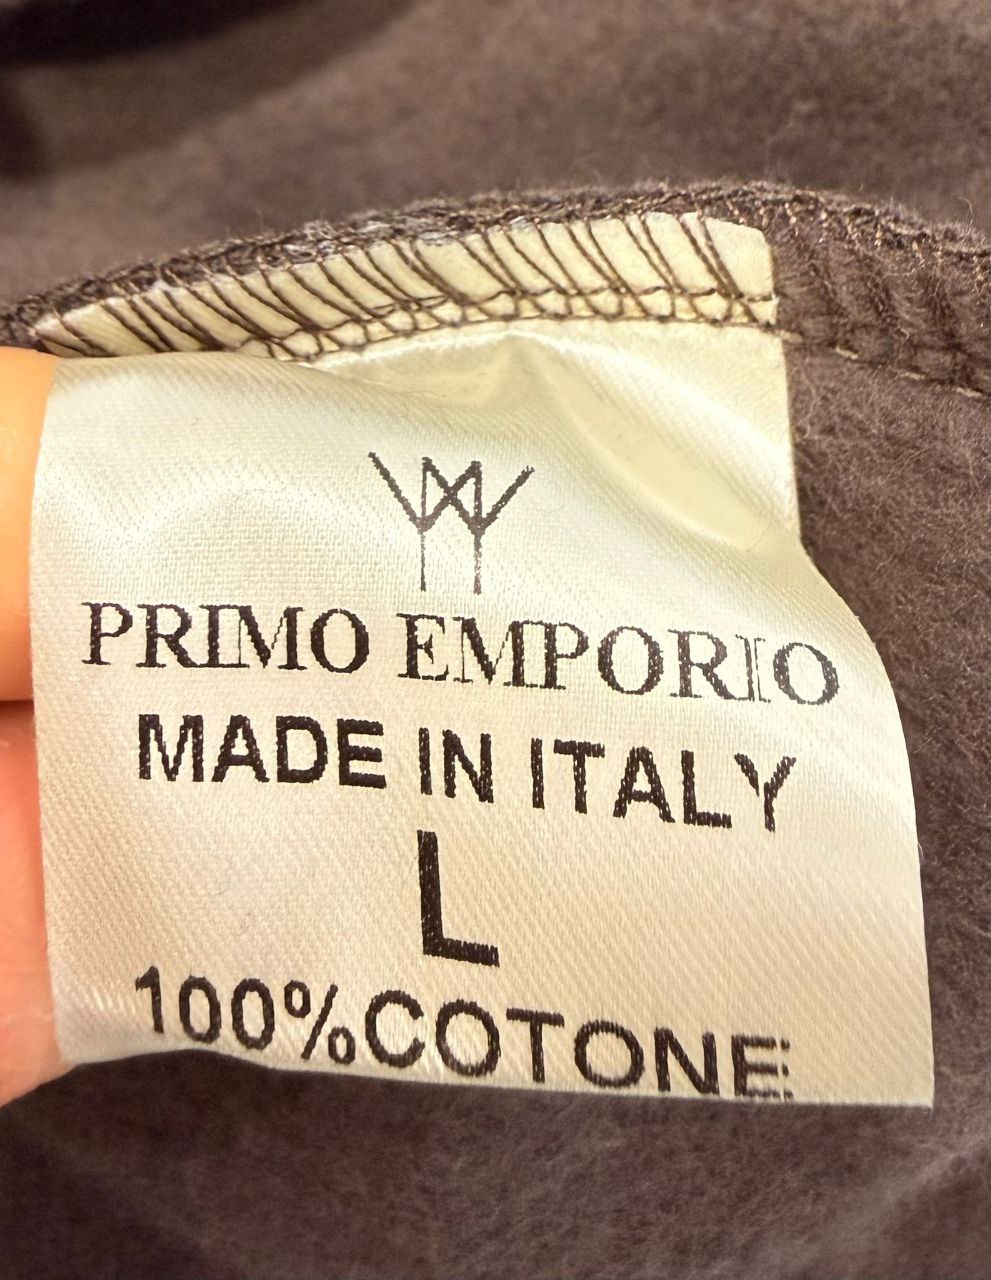 PRIMO EMPORIO
MADE IN ITALY
L
100%COTONE